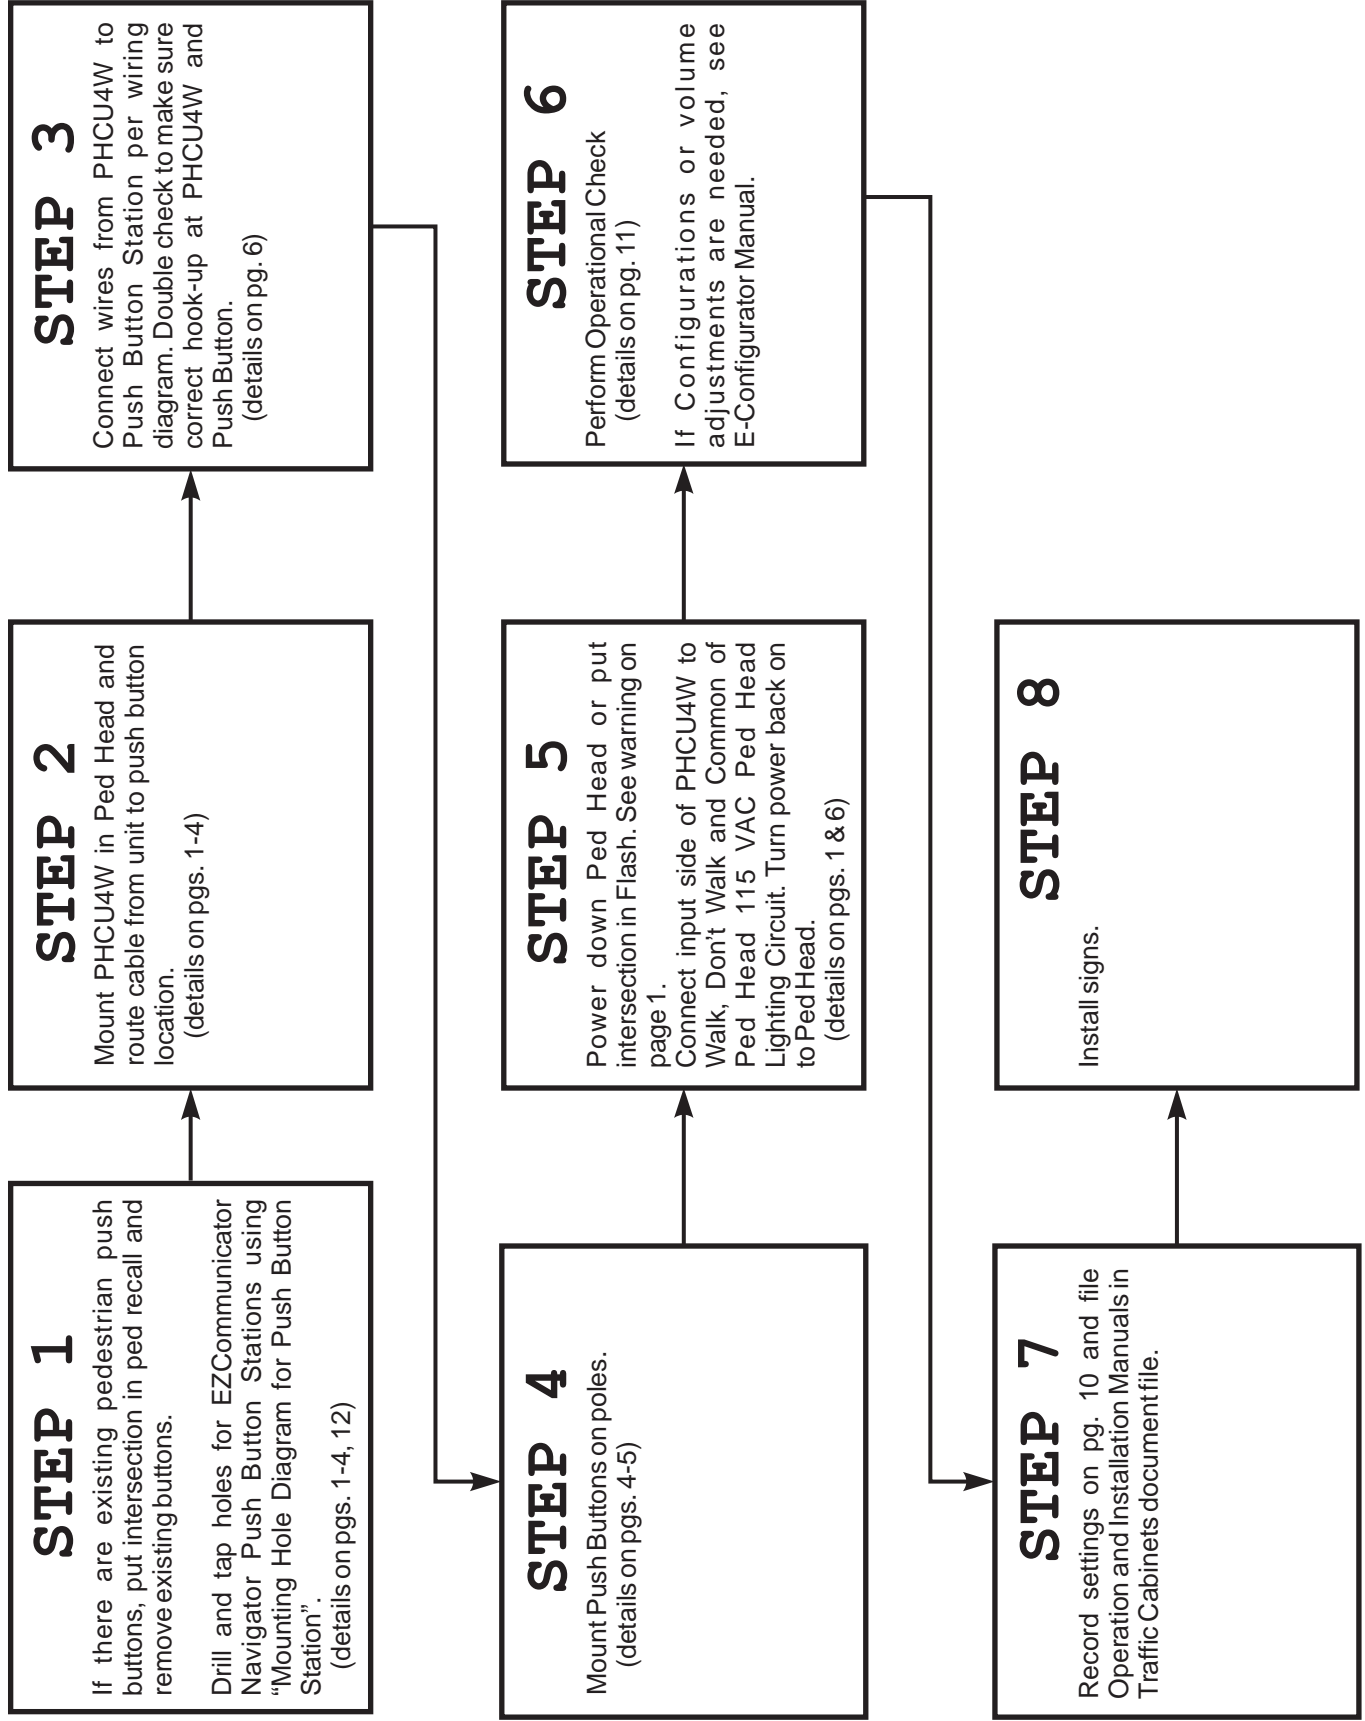 STEP 1
If there are existing pedestrian push
buttons, put intersection in ped recall and
remove existing buttons.
Drill and tap holes for EZCommunicator
Navigator Push Button Stations using
“Mounting Hole Diagram for Push Button
Station”.
(details on pgs. 1-4, 12)
STEP 2
Mount PHCU4W in Ped Head and
route cable from unit to push button
location.
(details on pgs. 1-4)
STEP 3
Connect wires from PHCU4W to
Push Button Station per wiring
diagram. Double check to make sure
correct hook-up at PHCU4W and
Push Button.
(details on pg. 6)
STEP 4
Mount Push Buttons on poles.
(details on pgs. 4-5)
STEP 5
Power down Ped Head or put
intersection in Flash. See warning on
page 1.
Connect input side of PHCU4W to
Walk, Don't Walk and Common of
Ped Head 115 VAC Ped Head
Lighting Circuit. Turn power back on
to Ped Head.
(details on pgs. 1 & 6)
STEP 6
Perform Operational Check
(details on pg. 11)
If Configurations or volume
adjustments are needed, see
E-Configurator Manual.
STEP 7
Record settings on pg. 10 and file
Operation and Installation Manuals in
Traffic Cabinets document file.
STEP 8
Install signs.